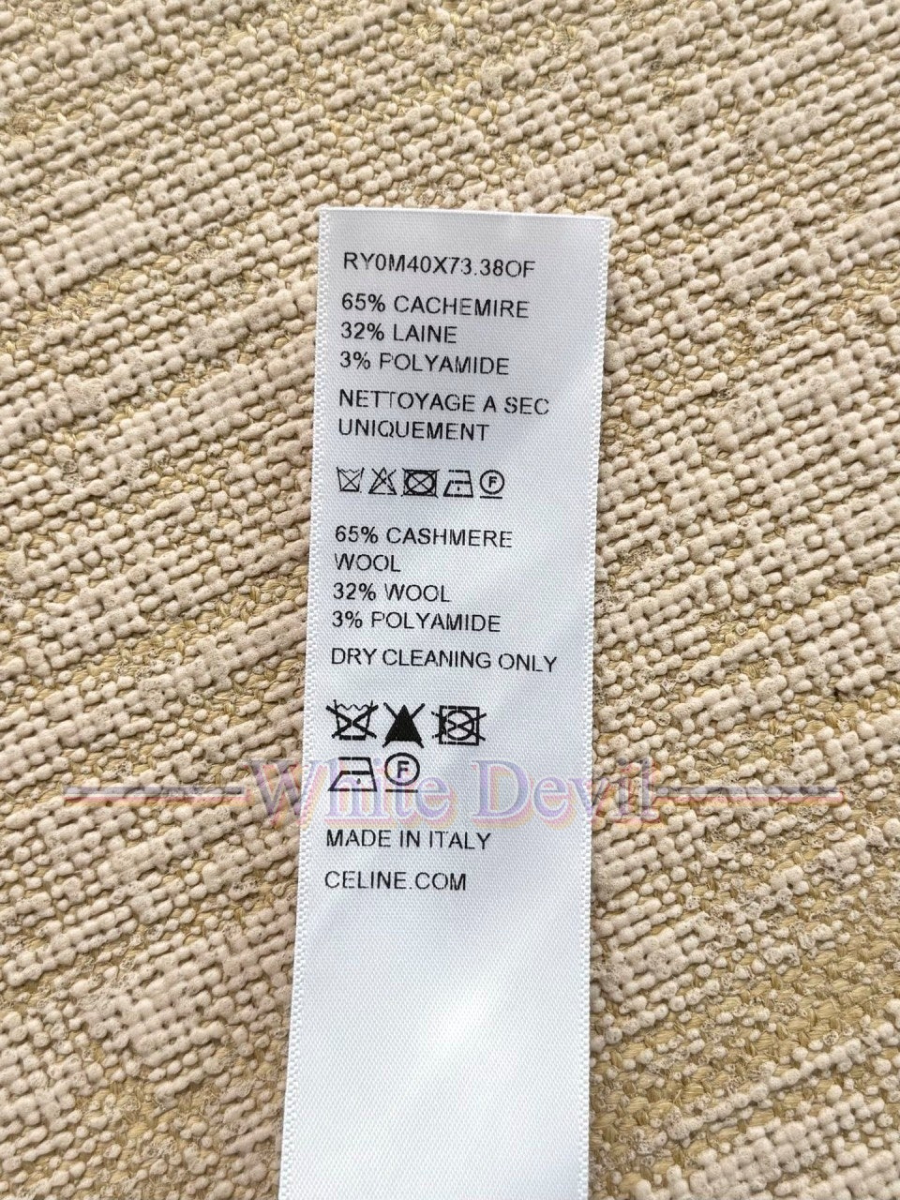 RY0M40X73.38OF
65% CACHEMIRE
32% LAINE
3% POLYAMIDE
NETTOYAGE A SEC
UNIQUEMENT
F
65% CASHMERE
WOOL
32% WOOL
3% POLYAMIDE
DRY CLEANING ONLY
F
White Devil
MADE IN ITALY
CELINE.COM